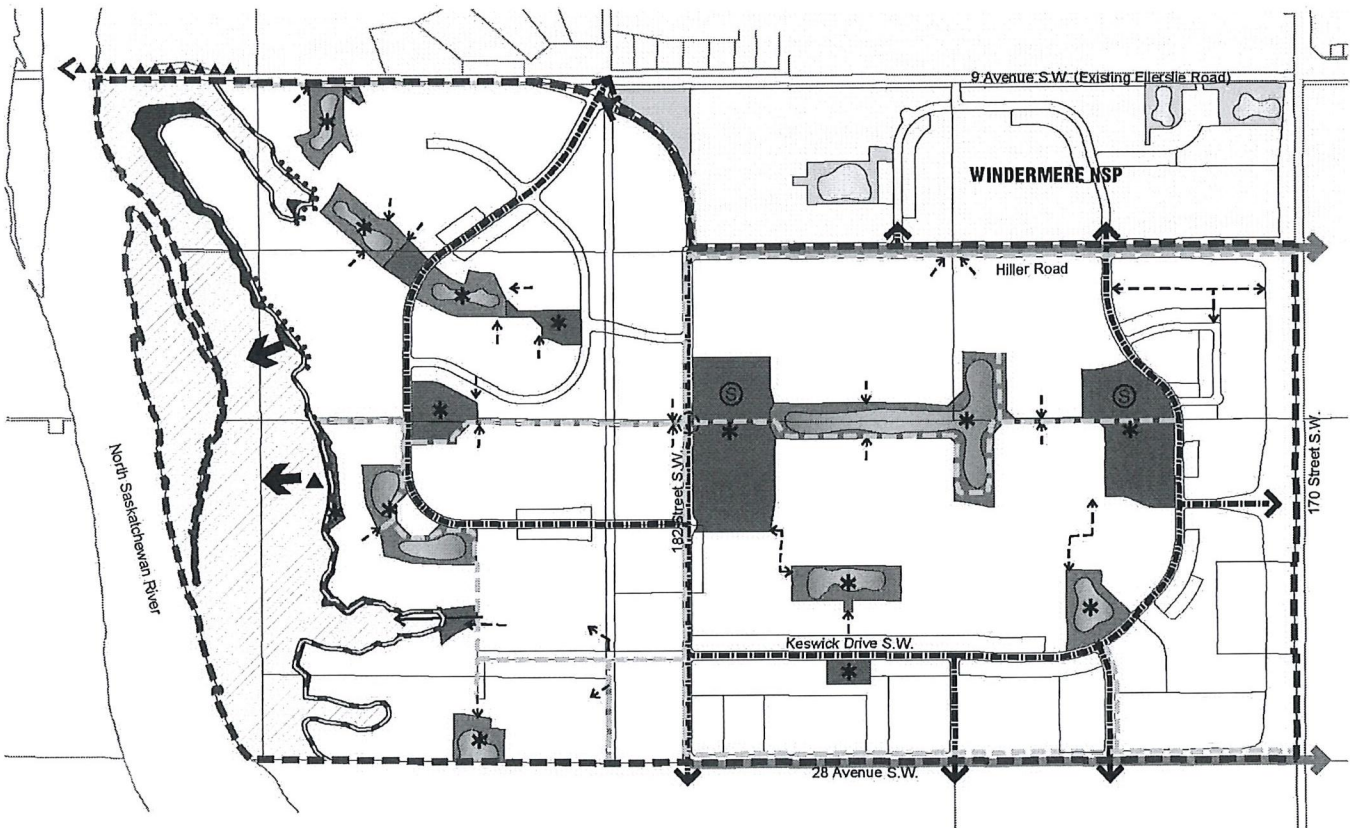 9 Avenue S.W. (Existing Ellerslie Road)
WINDERMERE NSP
Hiller Road
S
S
182 Street S.W.
170 Street S.W.
North Saskatchewan River
Keswick Drive S.W.
28 Avenue S.W.